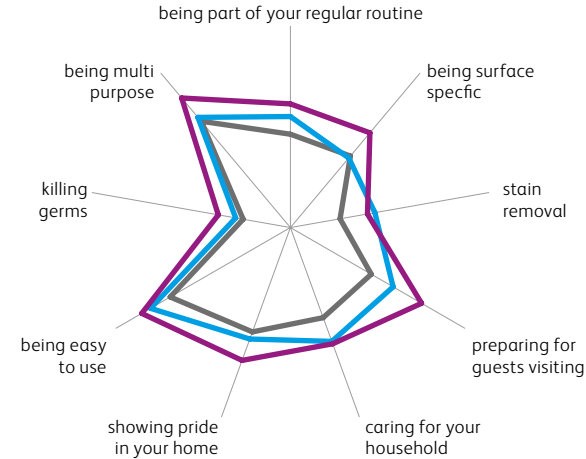 being part of your regular routine
being multi
purpose
being surface
specfic
killing
germs
stain
removal
being easy
to use
preparing for
guests visiting
showing pride
in your home
caring for your
household